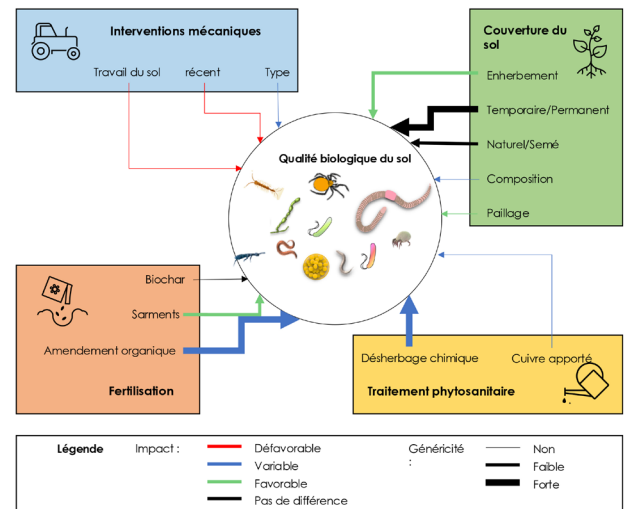 Interventions mécaniques
Travail du sol récent Type
Couverture du
sol
Enherbement
Temporaire/Permanent
Naturel/Semé
Composition
Paillage
Qualité biologique du sol
Biochar
Sarments
Amendement organique
Fertilisation
Désherbage chimique Cuivre apporté
Traitement phytosanitaire
Légende Impact : Défavorable Généricité Non
:
Variable Faible
Favorable Forte
Pas de différence